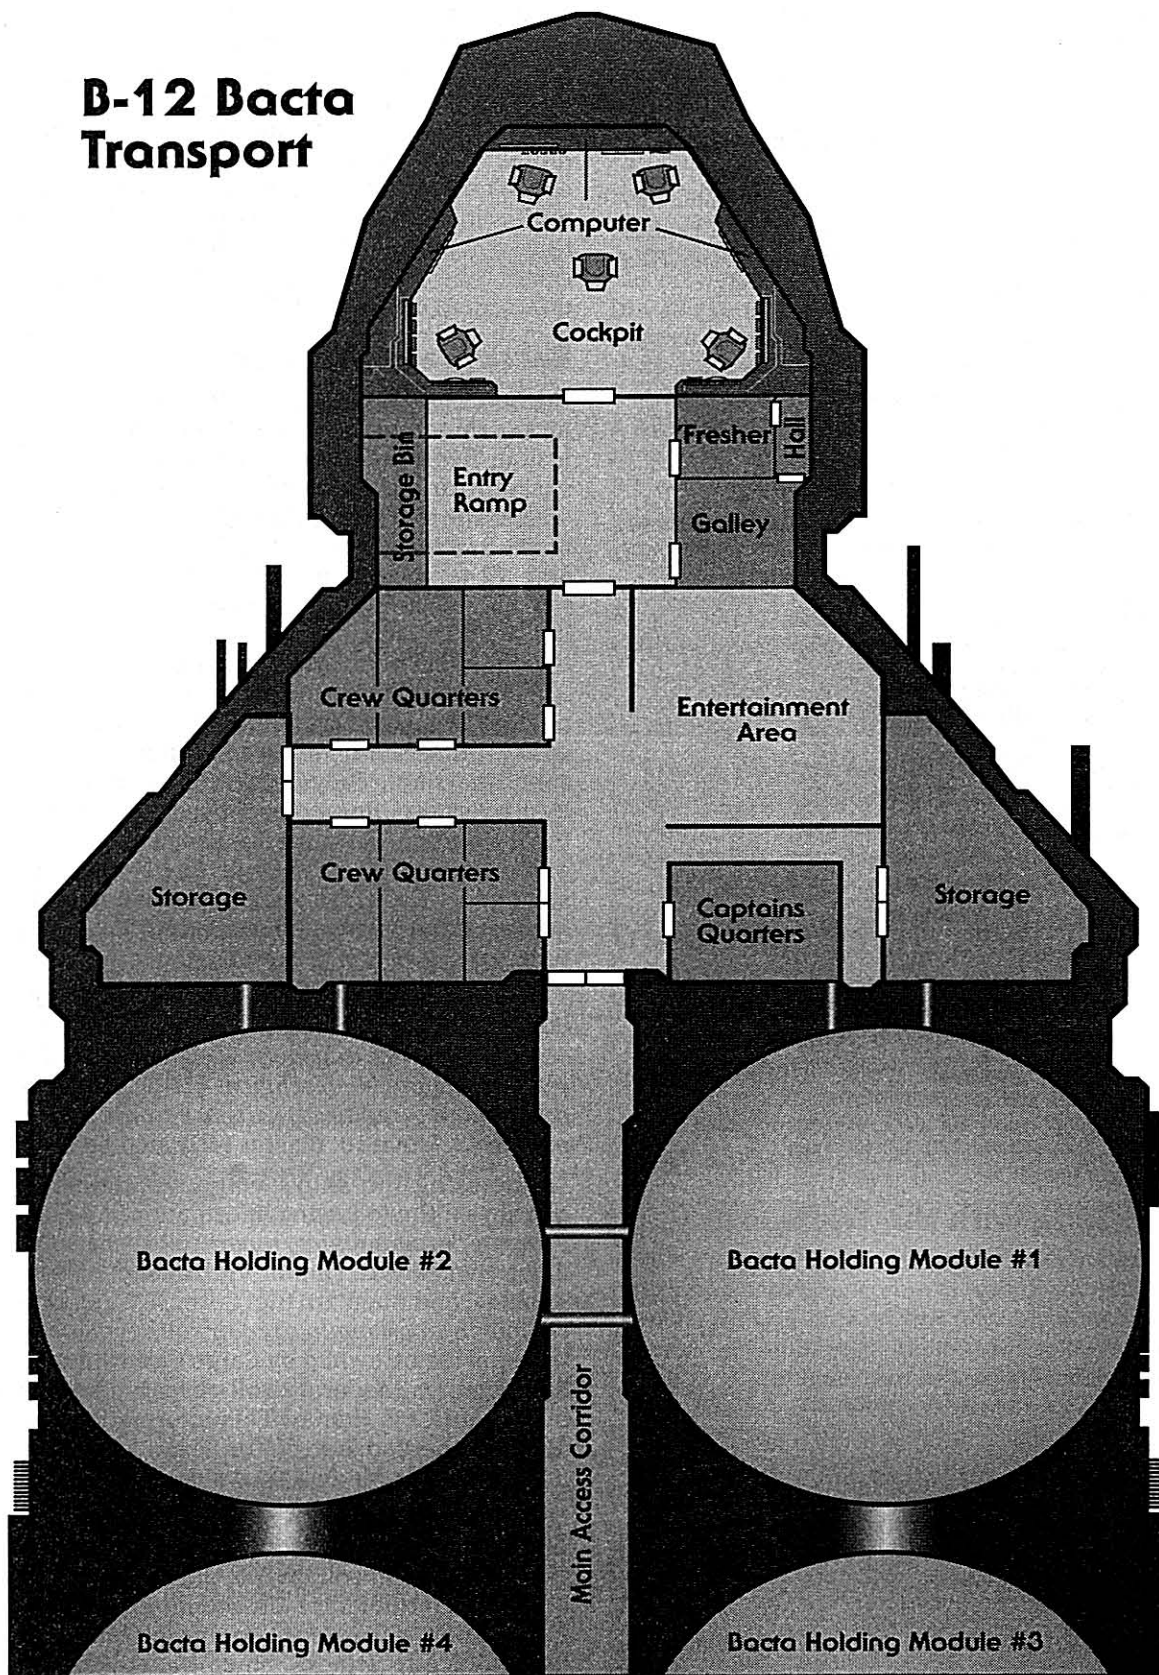 B-12 Bacta
Transport
Computer
Cockpit
Storage Bin
Entry
Ramp
'Fresher
Hall
Galley
Crew Quarters
Entertainment
Area
Storage
Crew Quarters
Captains
Quarters
Storage
Bacta Holding Module #2
Bacta Holding Module #1
Main Access Corridor
Bacta Holding Module #4
Bacta Holding Module #3